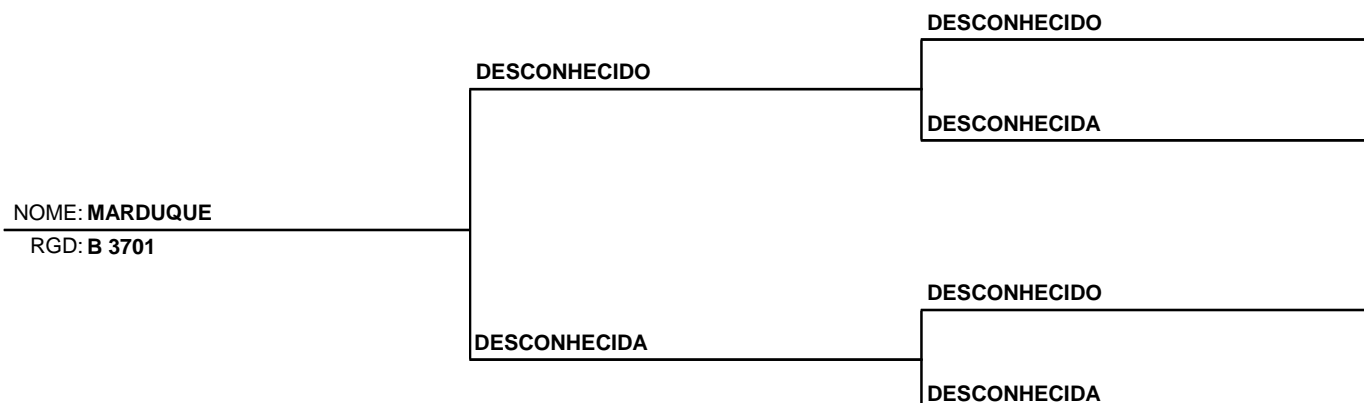 DESCONHECIDO
DESCONHECIDO
DESCONHECIDA
NOME: MARDUQUE
RGD: B 3701
DESCONHECIDO
DESCONHECIDA
DESCONHECIDA